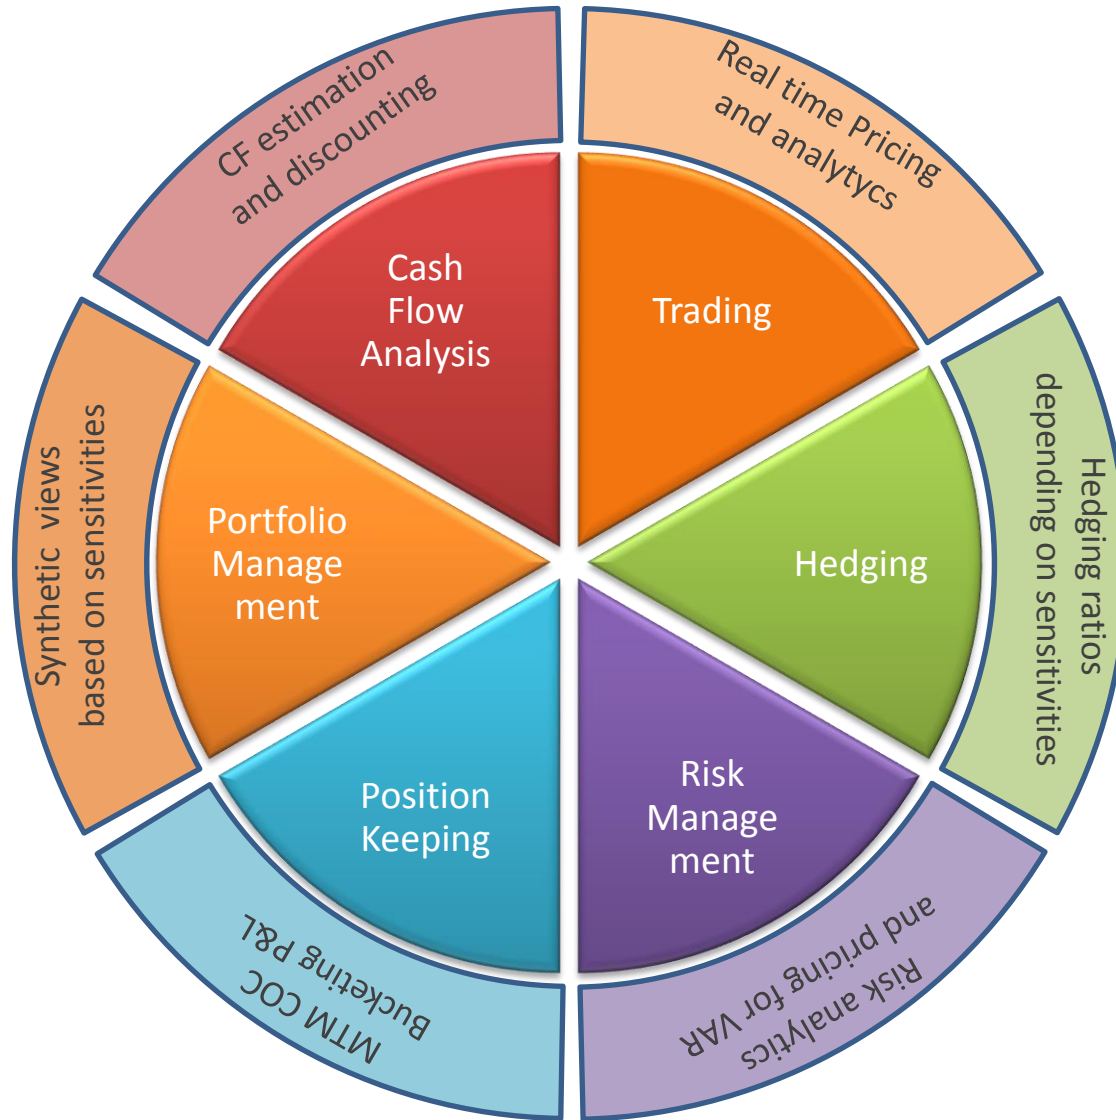 CF estimation
and discounting
Real time Pricing
and analytycs
Cash
Flow
Analysis
Trading
Synthetic views
based on sensitivities
Portfolio
Manage
ment
Hedging
Hedging ratios
depending on sensitivities
Position
Keeping
Risk
Manage
ment
MTM COC
Bucketing P&L
Risk analytics
and pricing for VAR